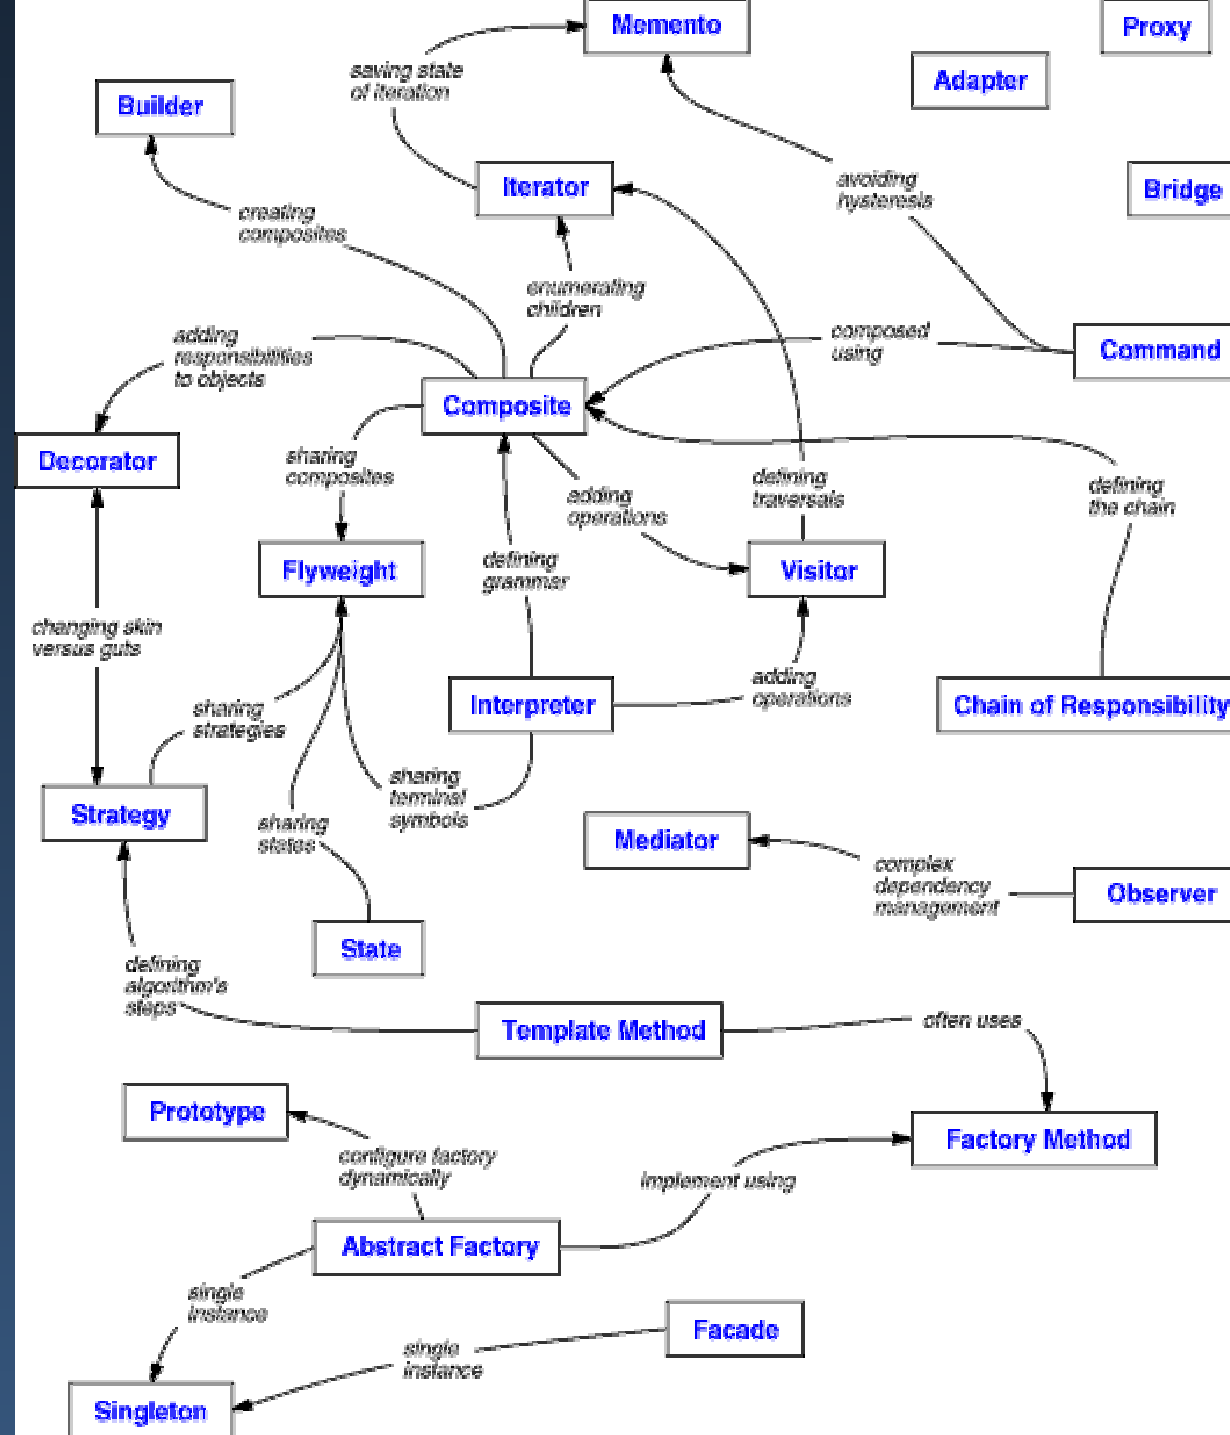 Memento
Proxy
Adapter
saving state
of iteration
Builder
Iterator
avoiding
hysteresis
Bridge
creating
composites
enumerating
children
adding
responsibilities
to objects
composed
using
Command
Composite
Decorator
sharing
composites
adding
operations
defining
traversals
defining
the chain
Flyweight
defining
grammar
Visitor
changing skin
versus guts
sharing
strategies
Interpreter
adding
operations
Chain of Responsibility
Strategy
sharing
states
sharing
terminal
symbols
Mediator
complex
dependency
management
Observer
State
defining
algorithm's
steps
Template Method
often uses
Prototype
Factory Method
configure factory
dynamically
implement using
Abstract Factory
single
instance
Facade
single
instance
Singleton